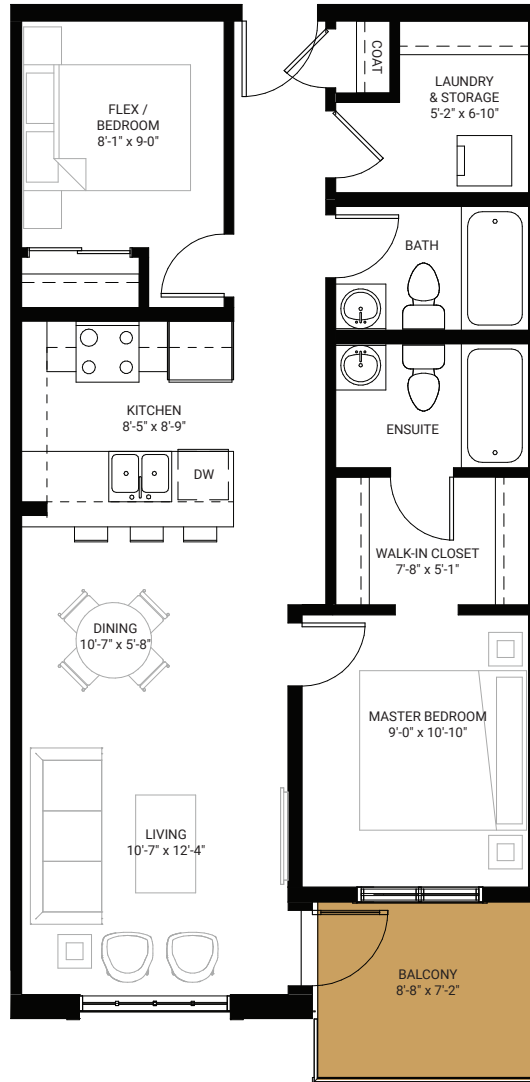 COAT
LAUNDRY
& STORAGE
5'-2" x 6'-10"
FLEX /
BEDROOM
8'-1" x 9-0"
BATH
KITCHEN
8'-5" x 8'-9"
ENSUITE
DW
WALK-IN CLOSET
7'-8" x 5'-1"
DINING
10'-7" x 5'-8"
MASTER BEDROOM
9'-0" x 10'-10"
LIVING
10'-7" x 12'-4"
BALCONY
8'-8" x 7'-2"